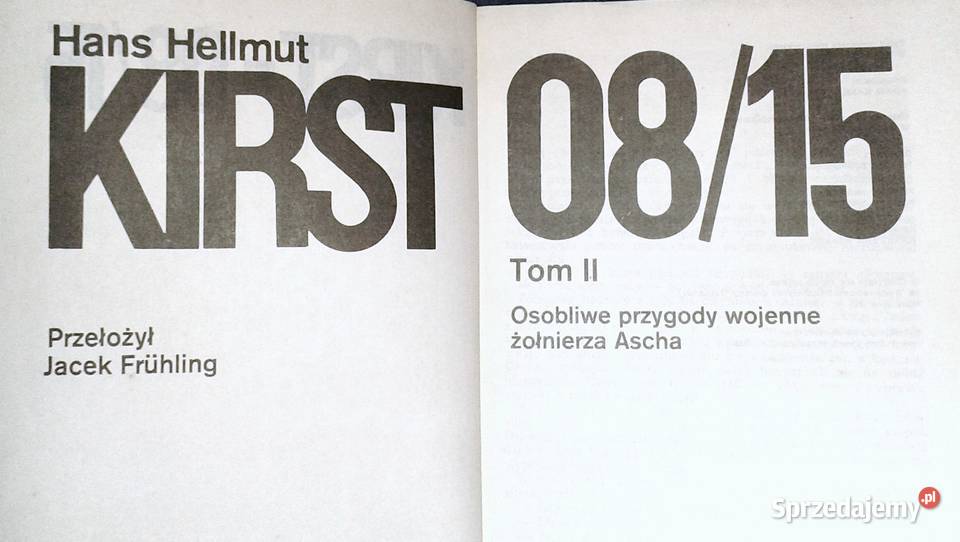 Hans Hellmut
KIRST
Przełożył
Jacek Frühling
08/15
Tom II
Osobliwe przygody wojenne
żołnierza Ascha
Sprzedajemy.pl